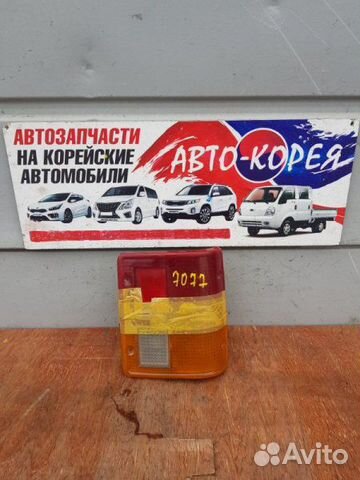 АВТОЗАПЧАСТИ
НА КОРЕЙСКИЕ
АВТОМОБИЛИ
АВТО-КОРЕЯ
7077
Avito